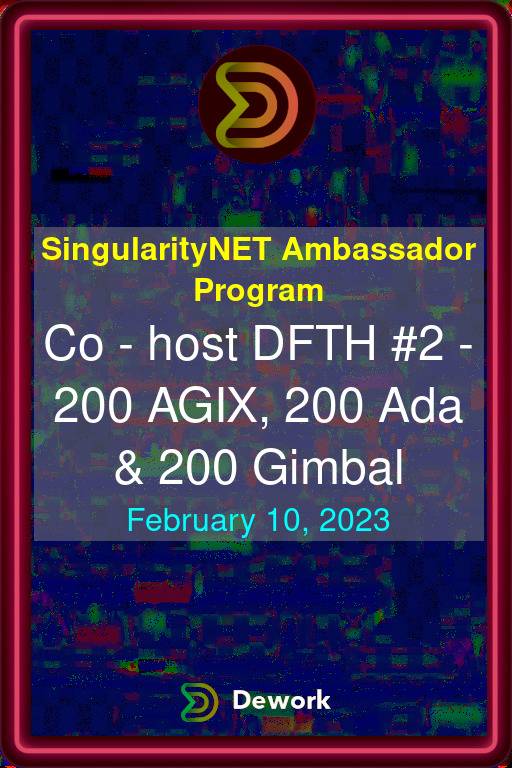 SingularityNET Ambassador
Program
Co - host DFTH #2 -
200 AGIX, 200 Ada
& 200 Gimbal
February 10, 2023
Dework